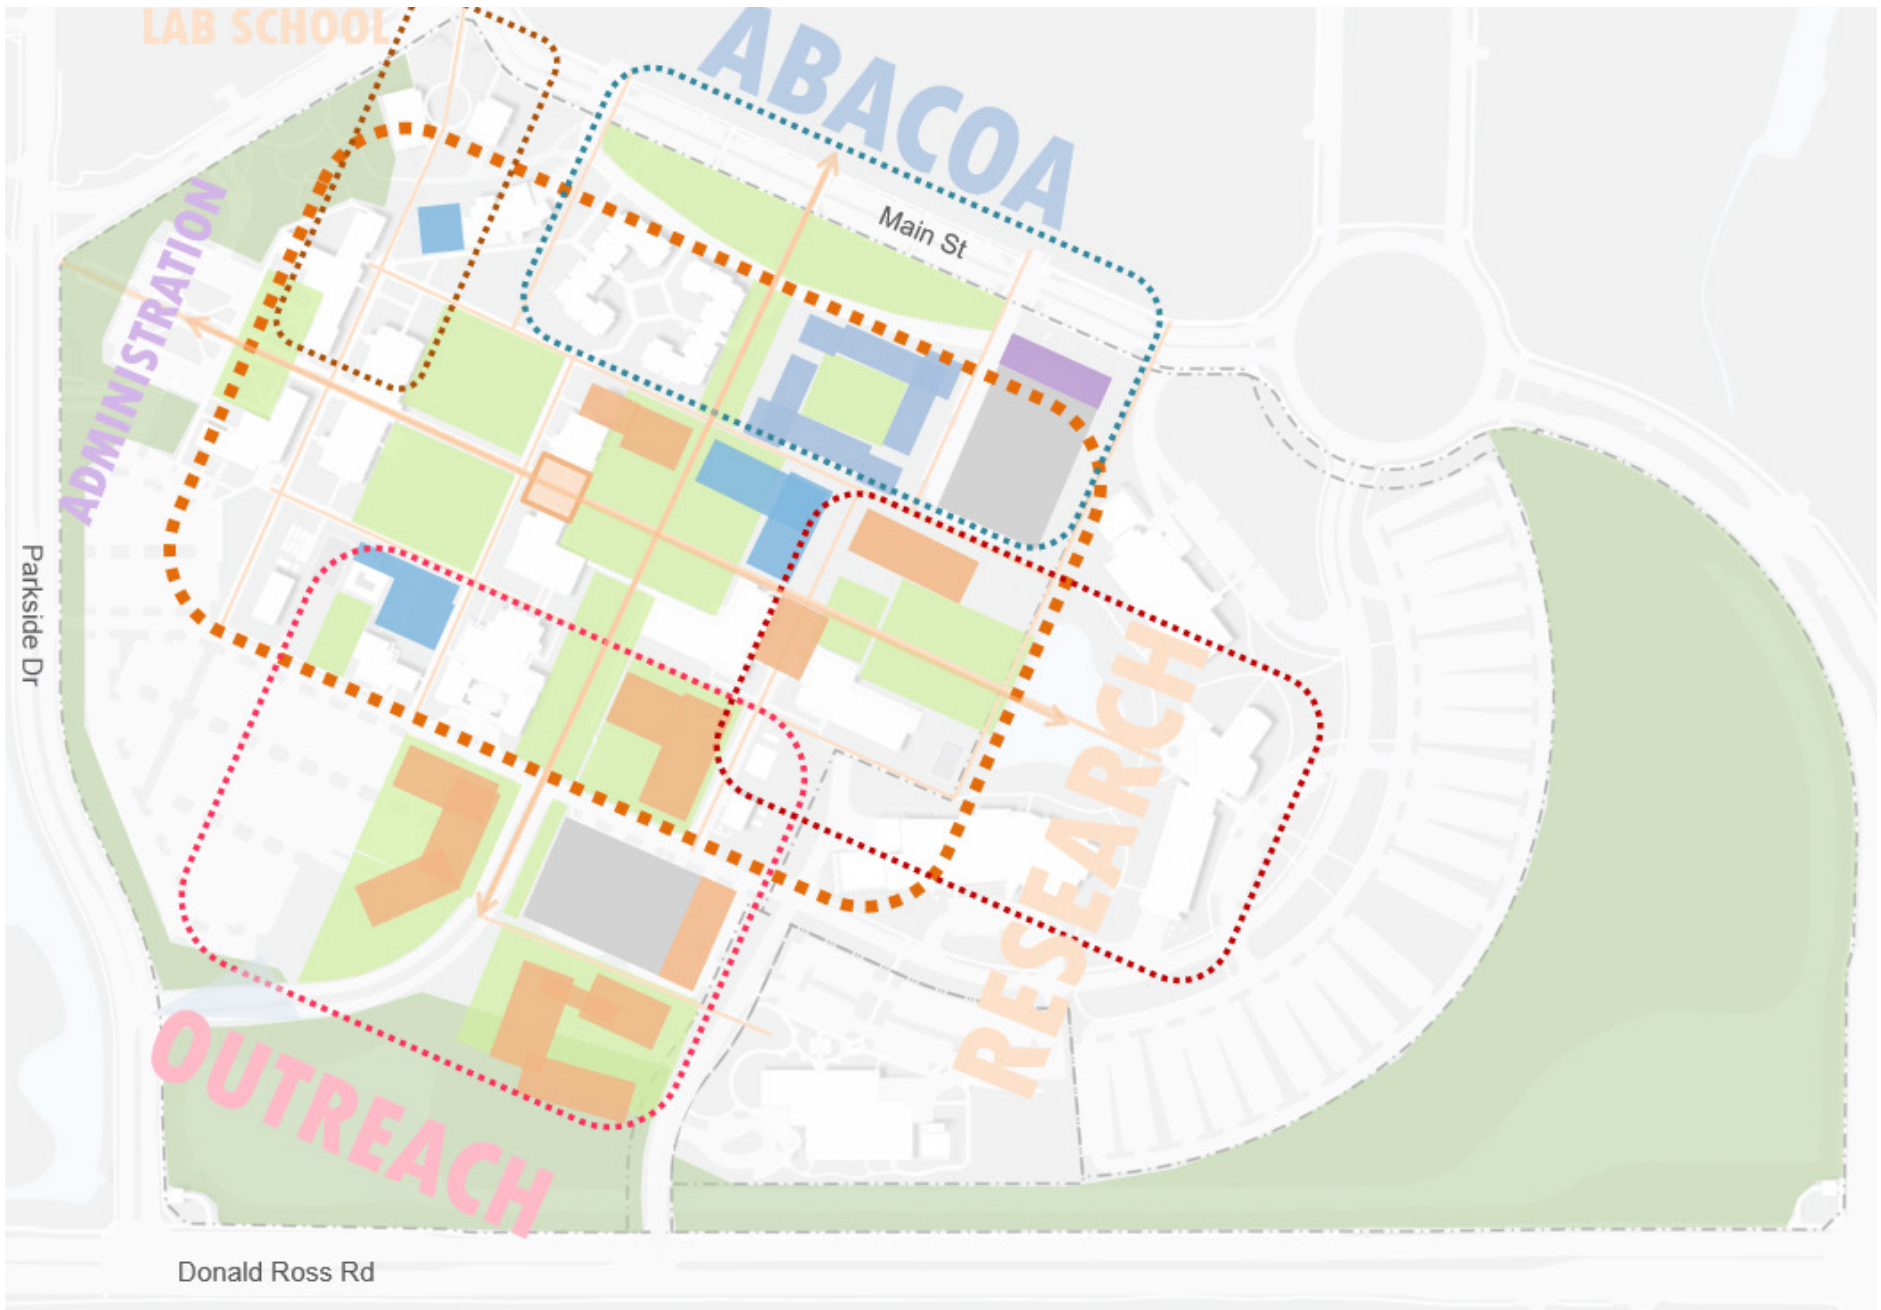 LAB SCHOOL
ABACOA
Main St
ADMINISTRATION
Parkside Dr
RESEARCH
OUTREACH
Donald Ross Rd